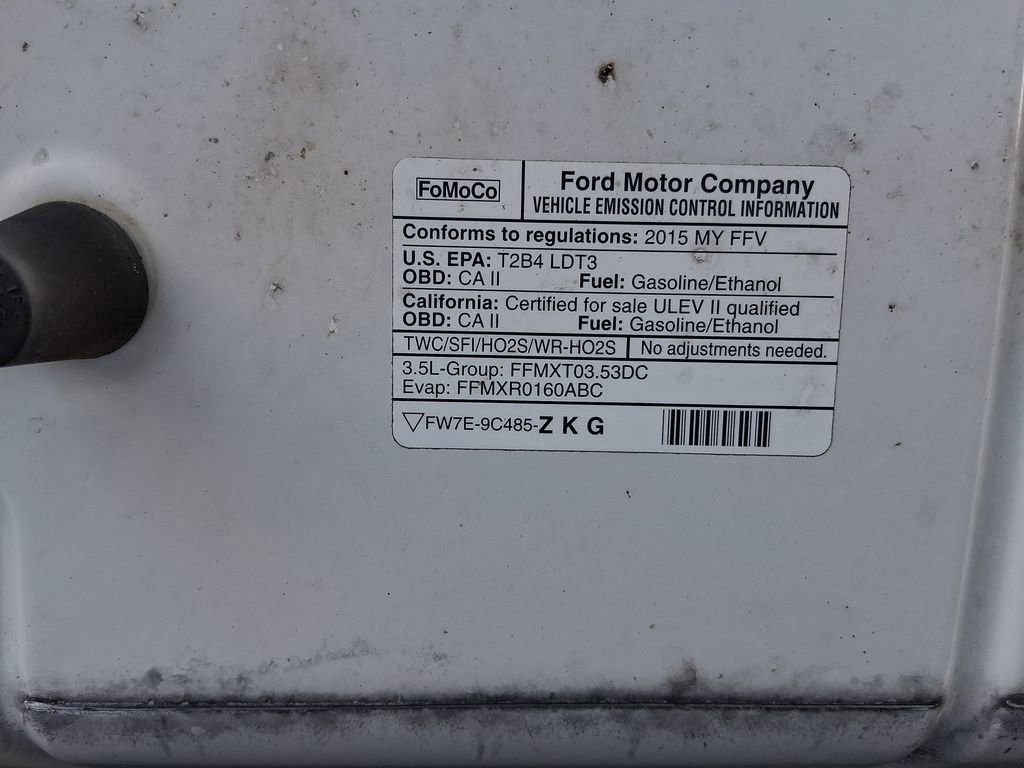 FoMoCo
Ford Motor Company
VEHICLE EMISSION CONTROL INFORMATION
Conforms to regulations: 2015 MY FFV
U.S. EPA: T2B4 LDT3
OBD: CA II Fuel: Gasoline/Ethanol
California: Certified for sale ULEV II qualified
OBD: CA II Fuel: Gasoline/Ethanol
TWC/SFI/HO2S/WR-HO2S No adjustments needed.
3.5L-Group: FFMXT03.53DC
Evap: FFMXR0160ABC
FW7E-9C485-Z K G